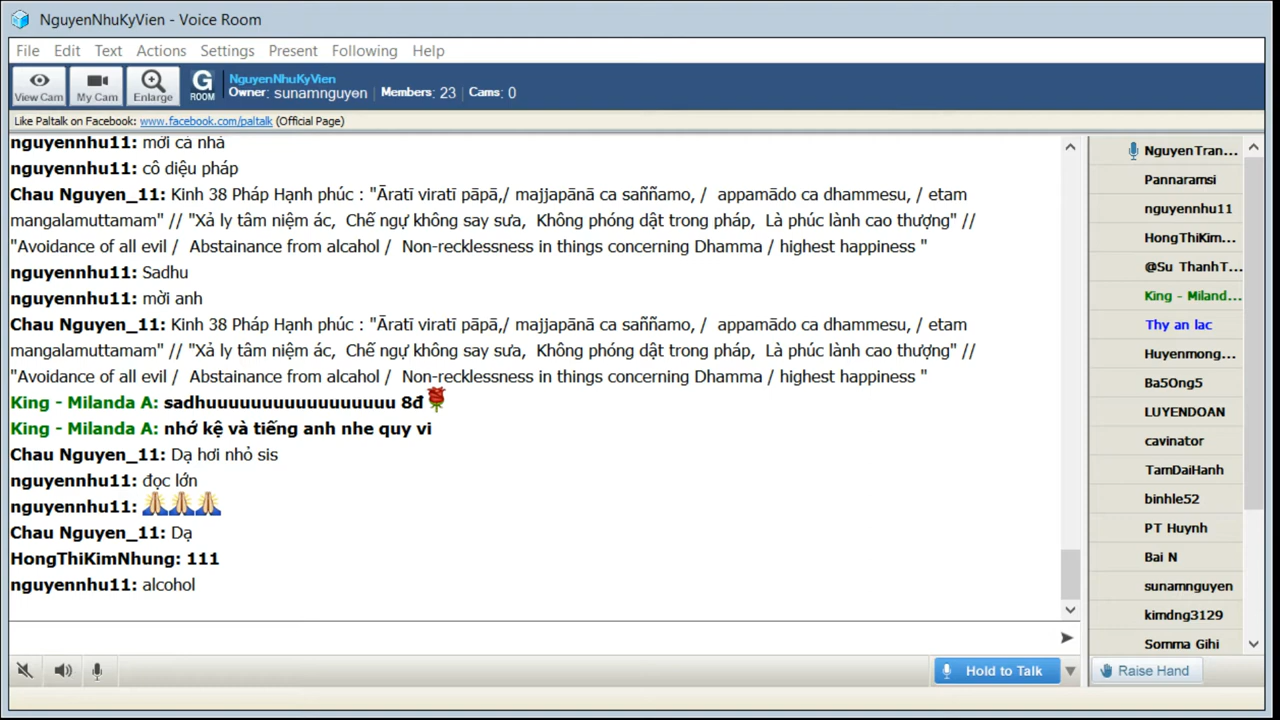 NguyenNhuKyVien - Voice Room
File Edit Text Actions Settings Present Following Help
View Cam My Cam Enlarge G ROOM
NguyenNhuKyVien
Owner: sunamnguyen | Members: 23 | Cams: 0
Like Paltalk on Facebook: www.facebook.com/paltalk (Official Page)
nguyennhu11: mời cả nhà
nguyennhu11: cô diệu pháp
Chau Nguyen_11: Kinh 38 Pháp Hạnh phúc : "Āratī viratī pāpā,/ majjapānā ca saññamo, / appamādo ca dhammesu, / etam
mangalamuttamam" // "Xả ly tâm niệm ác, Chế ngự không say sưa, Không phóng dật trong pháp, Là phúc lành cao thượng" //
"Avoidance of all evil / Abstainance from alcahol / Non-recklessness in things concerning Dhamma / highest happiness "
nguyennhu11: Sadhu
nguyennhu11: mời anh
Chau Nguyen_11: Kinh 38 Pháp Hạnh phúc : "Āratī viratī pāpā,/ majjapānā ca saññamo, / appamādo ca dhammesu, / etam
mangalamuttamam" // "Xả ly tâm niệm ác, Chế ngự không say sưa, Không phóng dật trong pháp, Là phúc lành cao thượng" //
"Avoidance of all evil / Abstainance from alcahol / Non-recklessness in things concerning Dhamma / highest happiness "
King - Milanda A: sadhuuuuuuuuuuuuuuuuu 8đ
King - Milanda A: nhớ kệ và tiếng anh nhe quy vi
Chau Nguyen_11: Dạ hơi nhỏ sis
nguyennhu11: đọc lớn
nguyennhu11:
Chau Nguyen_11: Dạ
HongThiKimNhung: 111
nguyennhu11: alcohol
Hold to Talk
NguyenTran...
Pannaramsi
nguyennhu11
HongThiKim...
@Su ThanhT...
King - Miland...
Thy an lac
Huyenmong...
Ba5Ong5
LUYENDOAN
cavinator
TamDaiHanh
binhle52
PT Huynh
Bai N
sunamnguyen
kimdng3129
Somma Gihi
Raise Hand